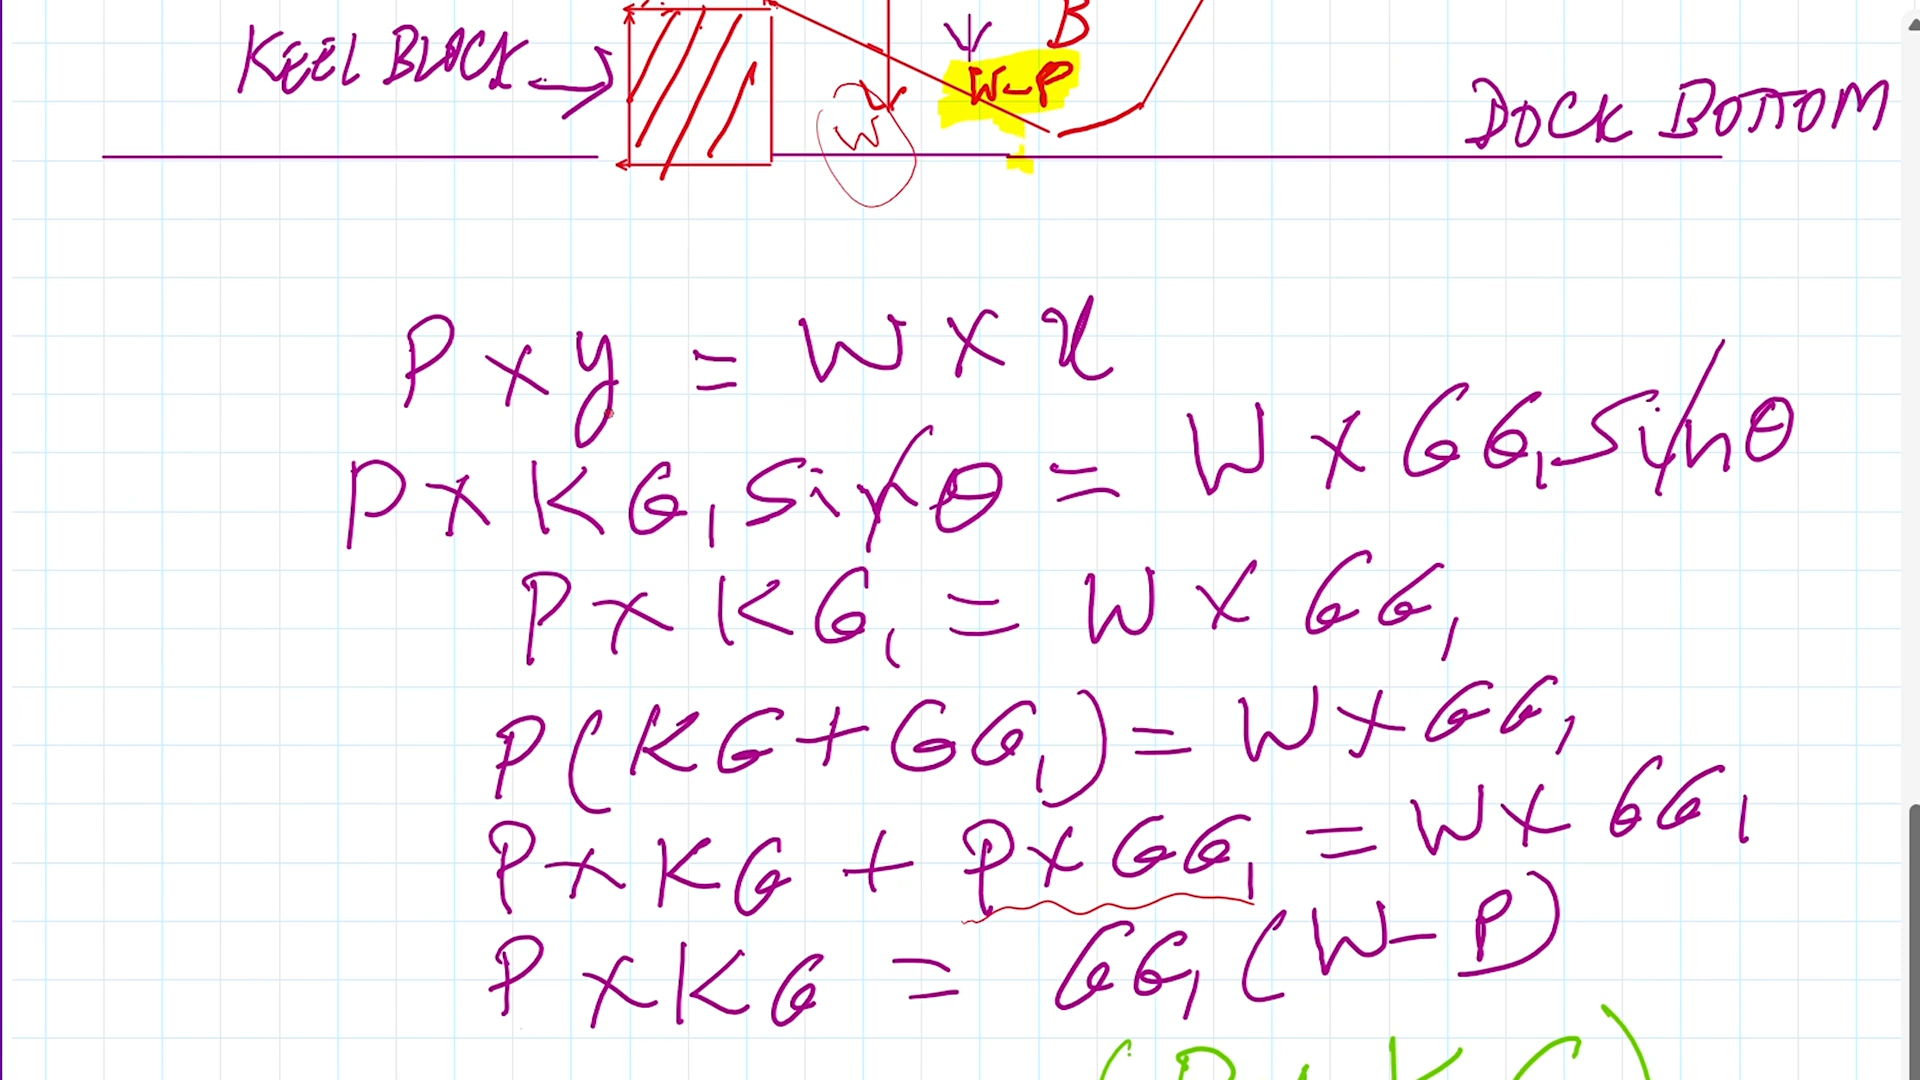 B
KEEL BLOCK
W-P
W
DOCK BOTTOM
P × y = W × x
P × KG₁ Sinθ = W × GG₁ Sinθ
P × KG₁ = W × GG₁
P(KG + GG₁) = W × GG₁
P × KG + P × GG₁ = W × GG₁
P × KG = GG₁ (W - P)